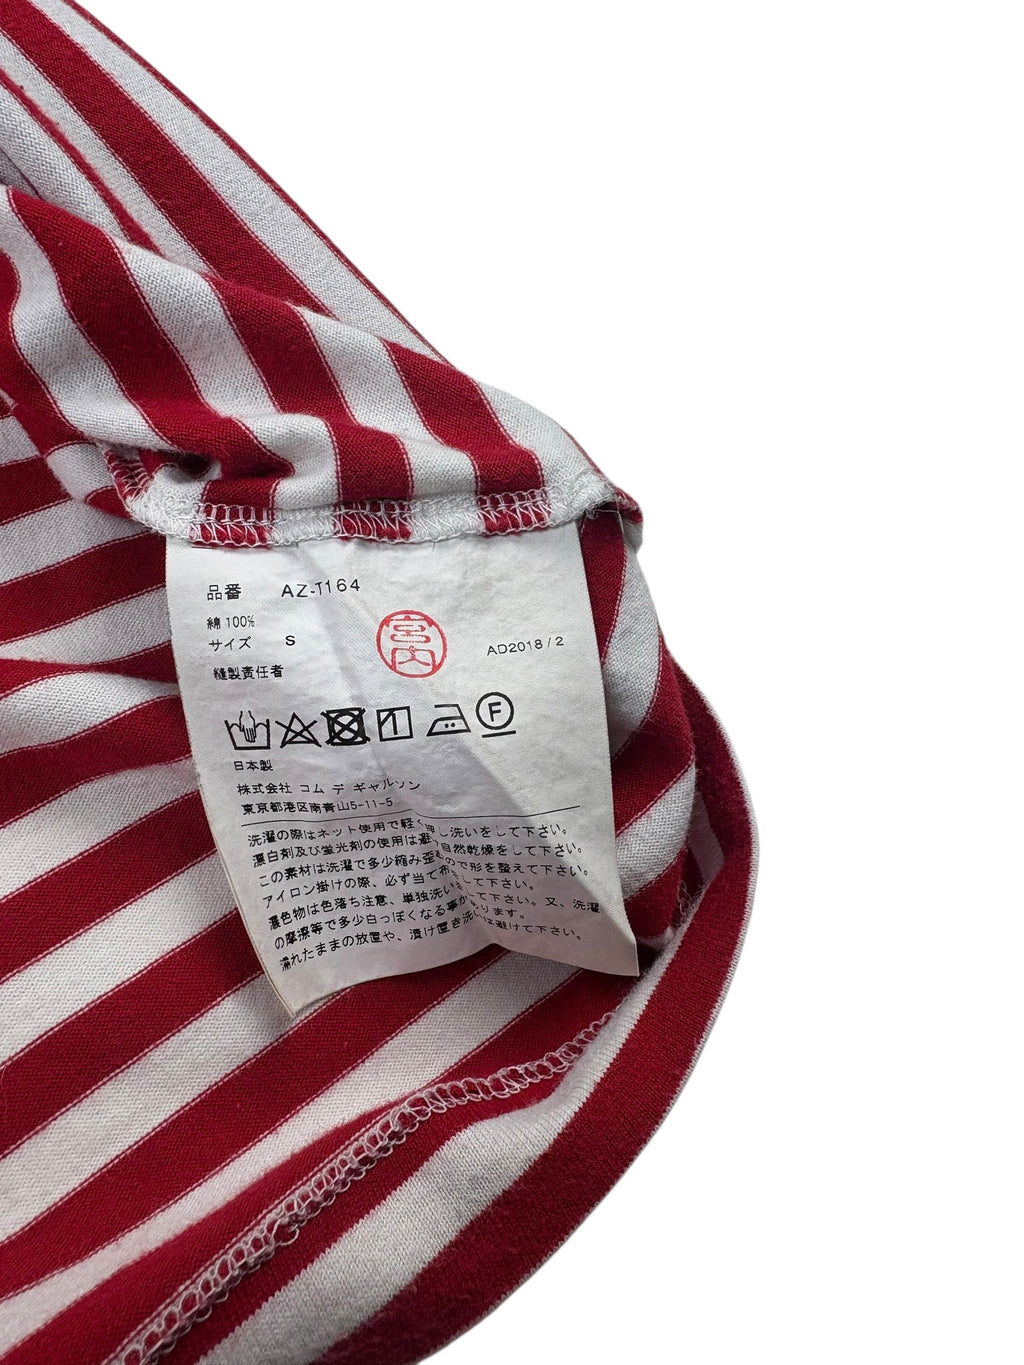 品番 AZ-T164
綿 100%
サイズ S
宮内
AD2018 / 2
縫製責任者
F
日本製
株式会社 コム デ ギャルソン
東京都港区南青山5-11-5
洗濯の際はネット使用で軽く押し洗いをして下さい。
漂白剤及び蛍光剤の使用は避け自然乾燥をして下さい。
この素材は洗濯で多少縮み歪むので形を整えて下さい。
アイロン掛けの際、必ず当て布をして下さい。
濃色物は色落ち注意、単独洗いをして下さい。又、洗濯
の摩擦等で多少白っぽくなる事があります。
濡れたままの放置や、漬け置き洗いは避けて下さい。